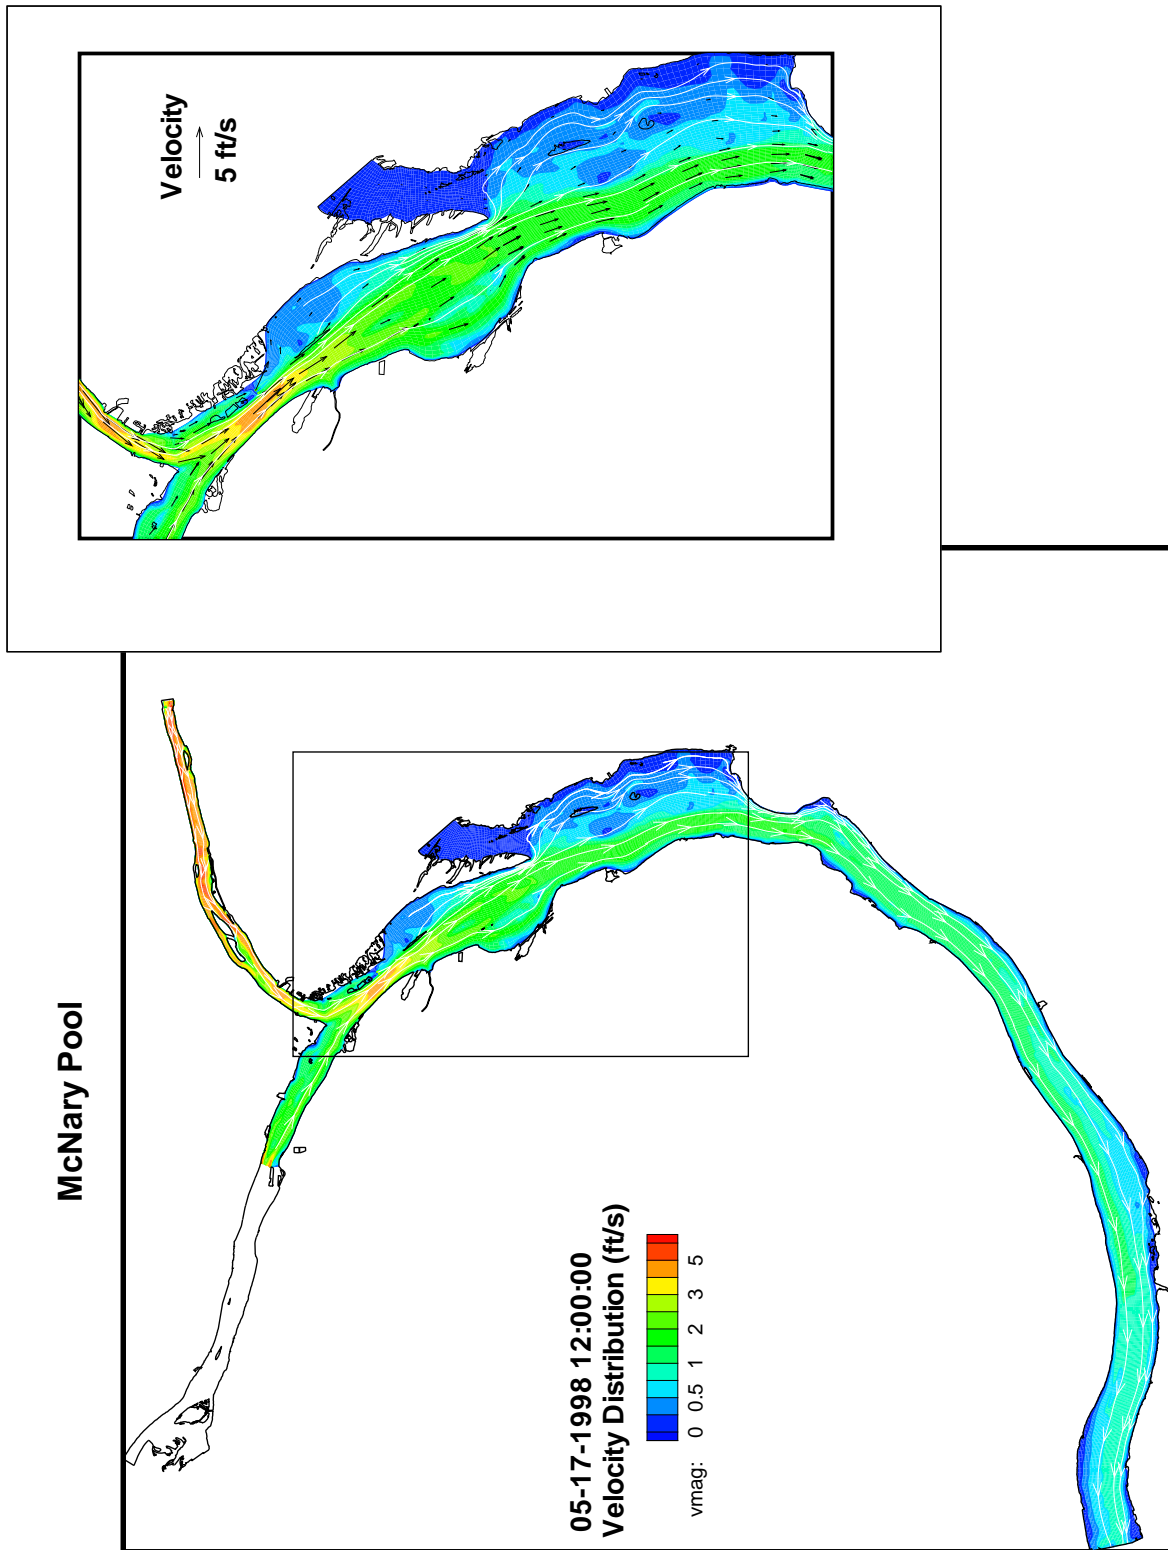 McNary Pool
Velocity
5 ft/s
05-17-1998 12:00:00
Velocity Distribution (ft/s)
vmag: 0 0.5 1 2 3 5